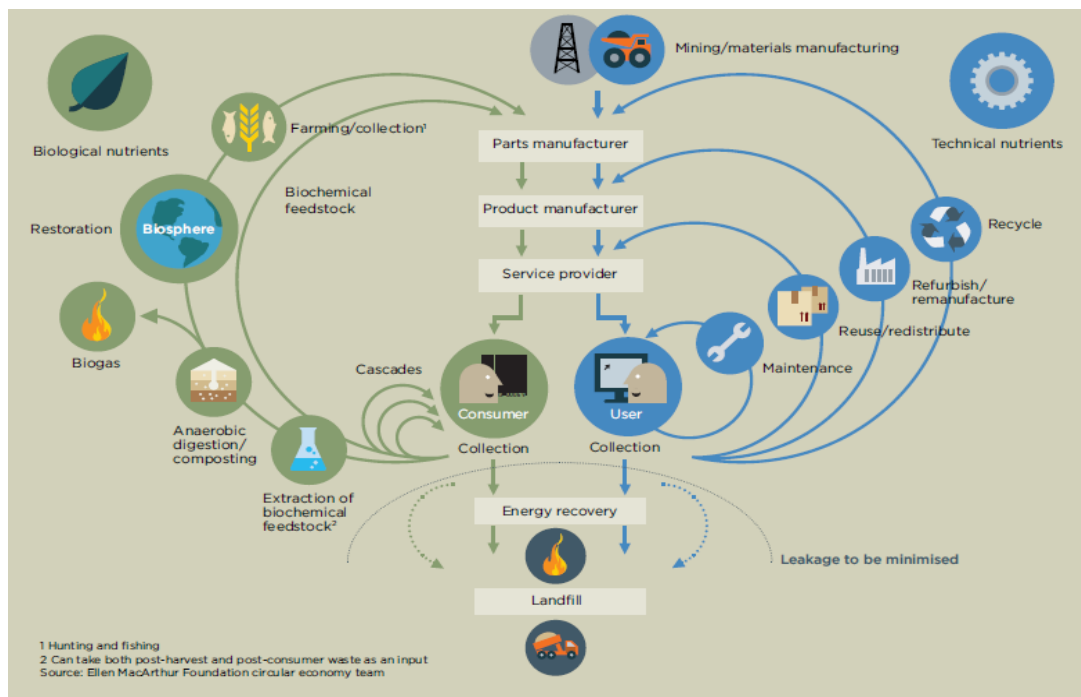 Mining/materials manufacturing
Biological nutrients
Farming/collection¹
Parts manufacturer
Technical nutrients
Biochemical
feedstock
Product manufacturer
Restoration
Biosphere
Recycle
Service provider
Refurbish/
remanufacture
Reuse/redistribute
Biogas
Cascades
Maintenance
Consumer
User
Anaerobic
digestion/
composting
Collection
Collection
Extraction of
biochemical
feedstock²
Energy recovery
Leakage to be minimised
Landfill
1 Hunting and fishing
2 Can take both post-harvest and post-consumer waste as an input
Source: Ellen MacArthur Foundation circular economy team